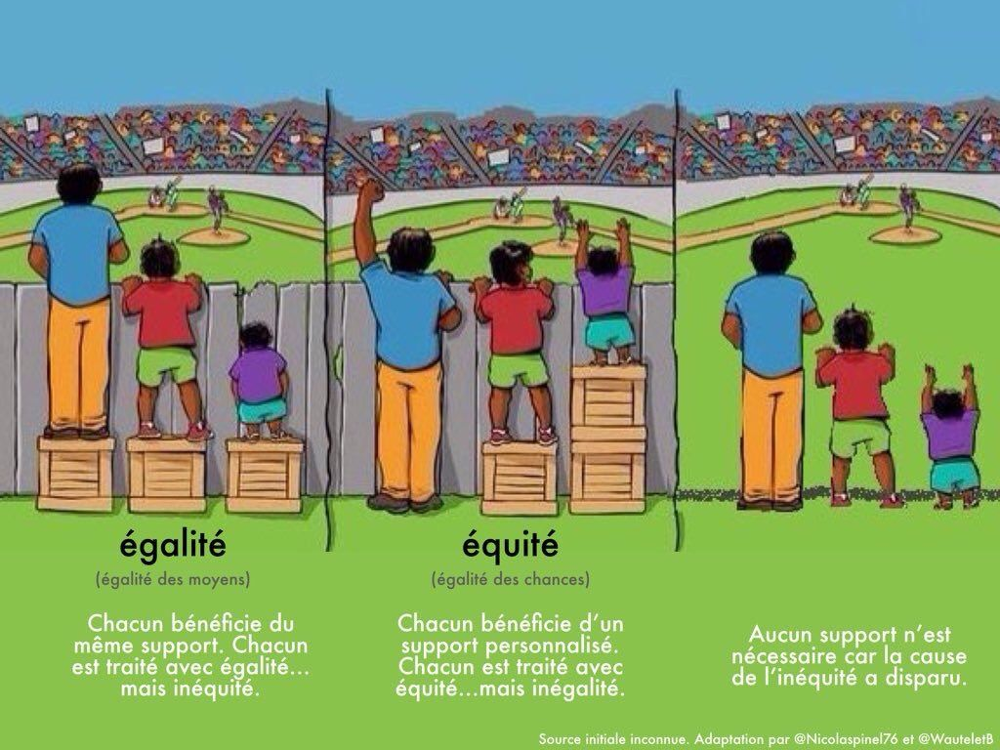 égalité
(égalité des moyens)
Chacun bénéficie du
même support. Chacun
est traité avec égalité...
mais inéquité.
équité
(égalité des chances)
Chacun bénéficie d’un
support personnalisé.
Chacun est traité avec
équité...mais inégalité.
Aucun support n’est
nécessaire car la cause
de l’inéquité a disparu.
Source initiale inconnue. Adaptation par @Nicolaspinel76 et @WauteletB